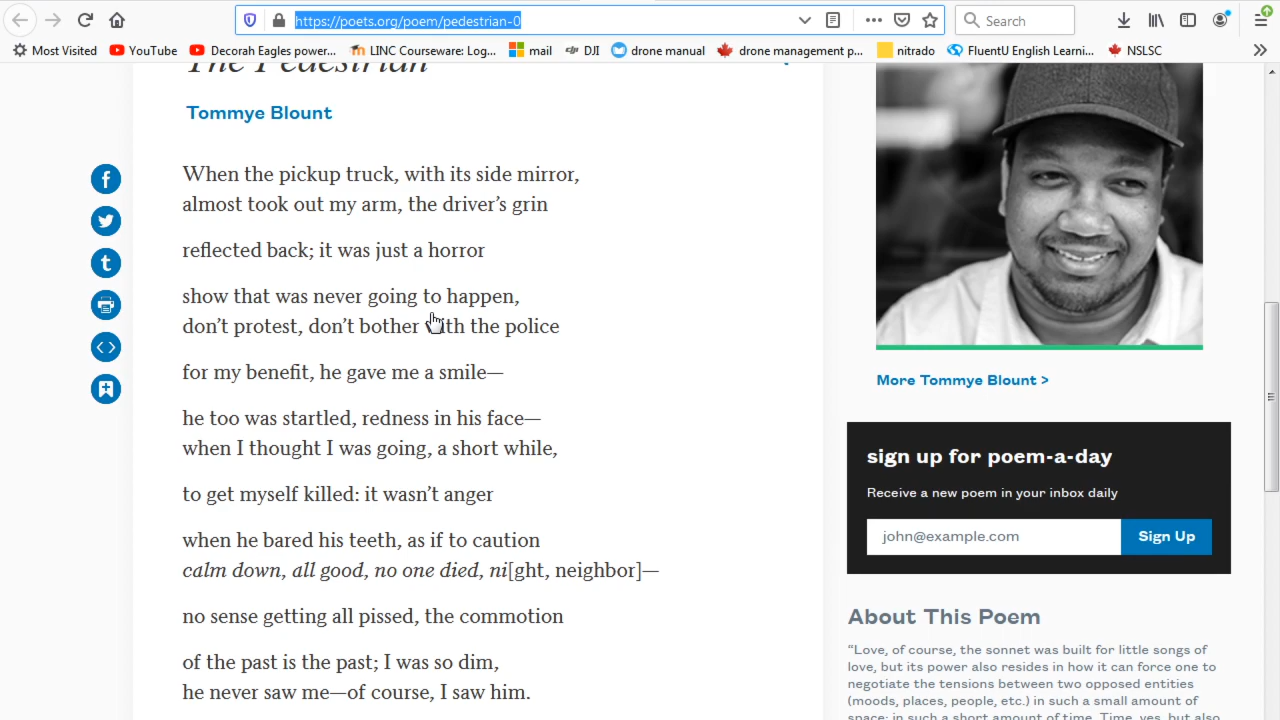 https://poets.org/poem/pedestrian-0
Search
Most Visited
YouTube
Decorah Eagles power...
LINC Courseware: Log...
mail
DJI
drone manual
drone management p...
nitrado
FluentU English Learni...
NSLSC
The Pedestrian
Tommye Blount
When the pickup truck, with its side mirror,
almost took out my arm, the driver’s grin
reflected back; it was just a horror
show that was never going to happen,
don’t protest, don’t bother with the police
for my benefit, he gave me a smile—
he too was startled, redness in his face—
when I thought I was going, a short while,
to get myself killed: it wasn’t anger
when he bared his teeth, as if to caution
calm down, all good, no one died, ni[ght, neighbor]—
no sense getting all pissed, the commotion
of the past is the past; I was so dim,
he never saw me—of course, I saw him.
More Tommye Blount >
sign up for poem-a-day
Receive a new poem in your inbox daily
john@example.com
Sign Up
About This Poem
“Love, of course, the sonnet was built for little songs of
love, but its power also resides in how it can force one to
negotiate the tensions between two opposed entities
(moods, places, people, etc.) in such a small amount of
space; in such a short amount of time. Time, yes, but also